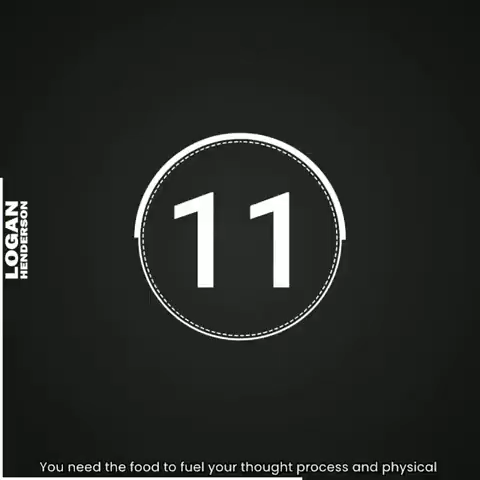 11
LOGAN
HENDERSON
You need the food to fuel your thought process and physical